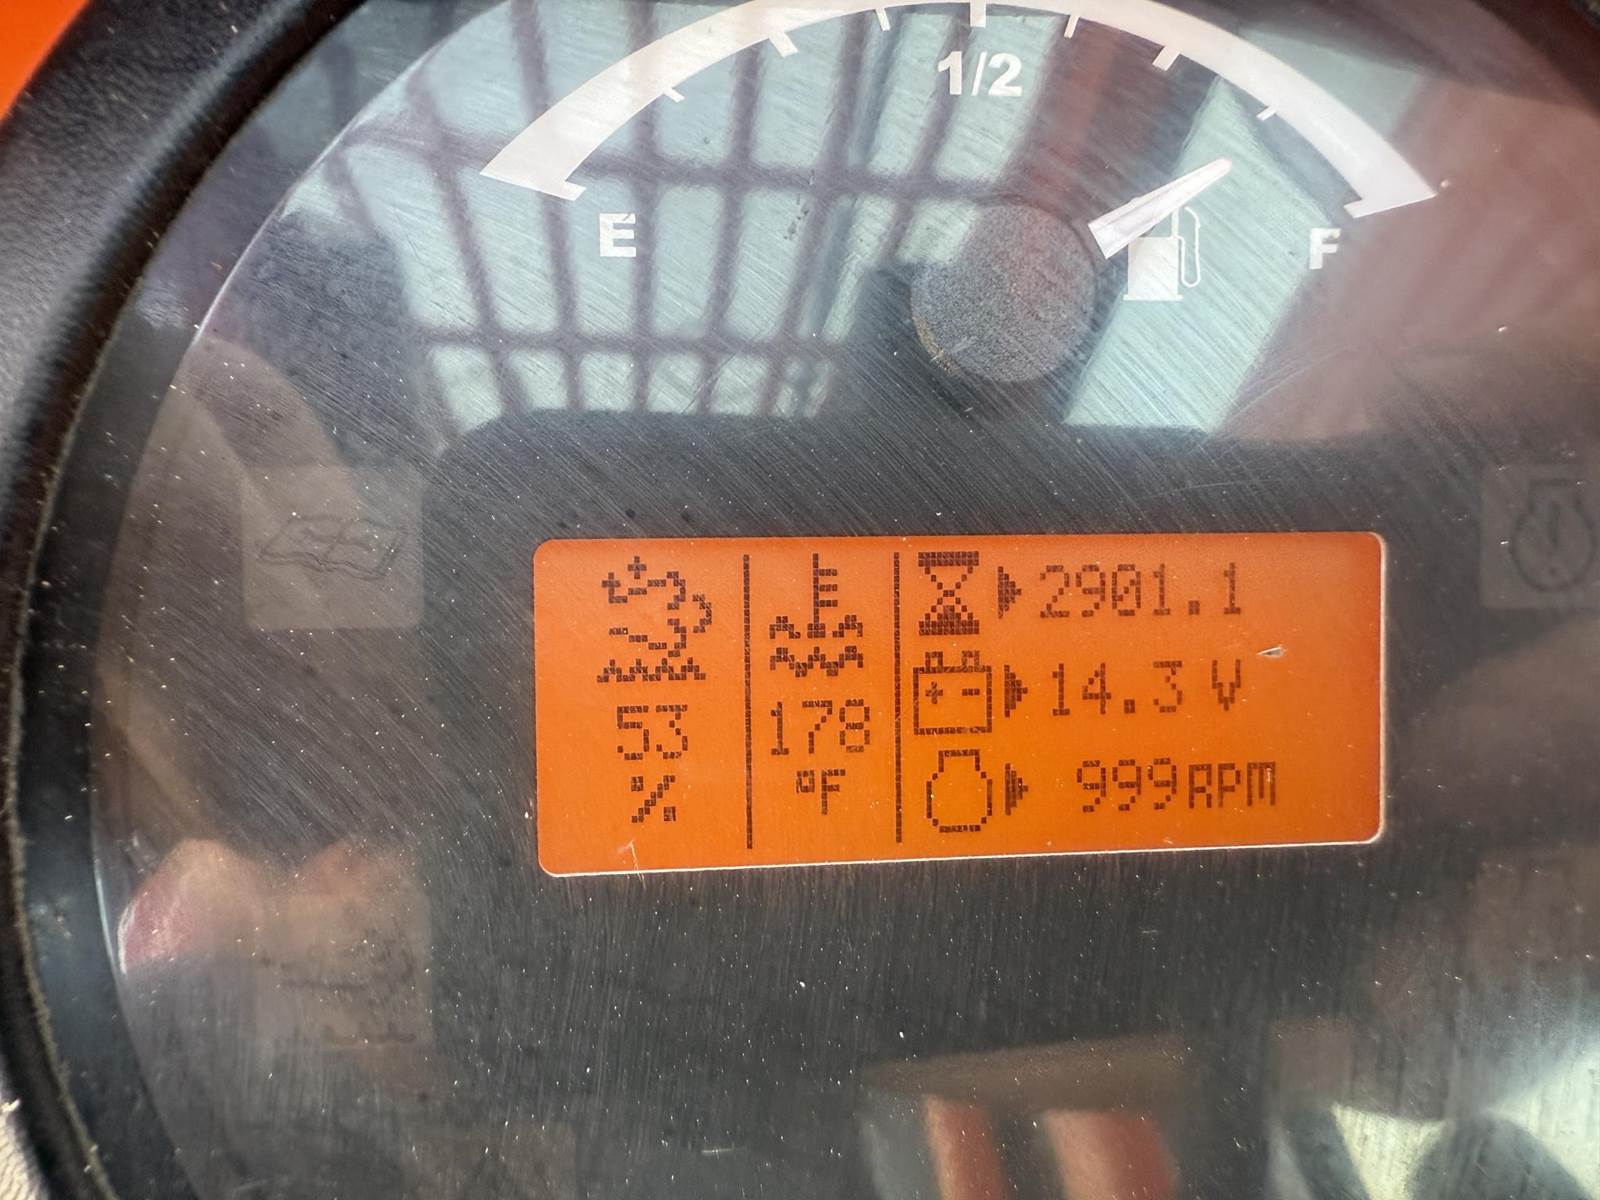 1/2
E
F
2901.1
14.3 V
999RPM
53
%
178
°F